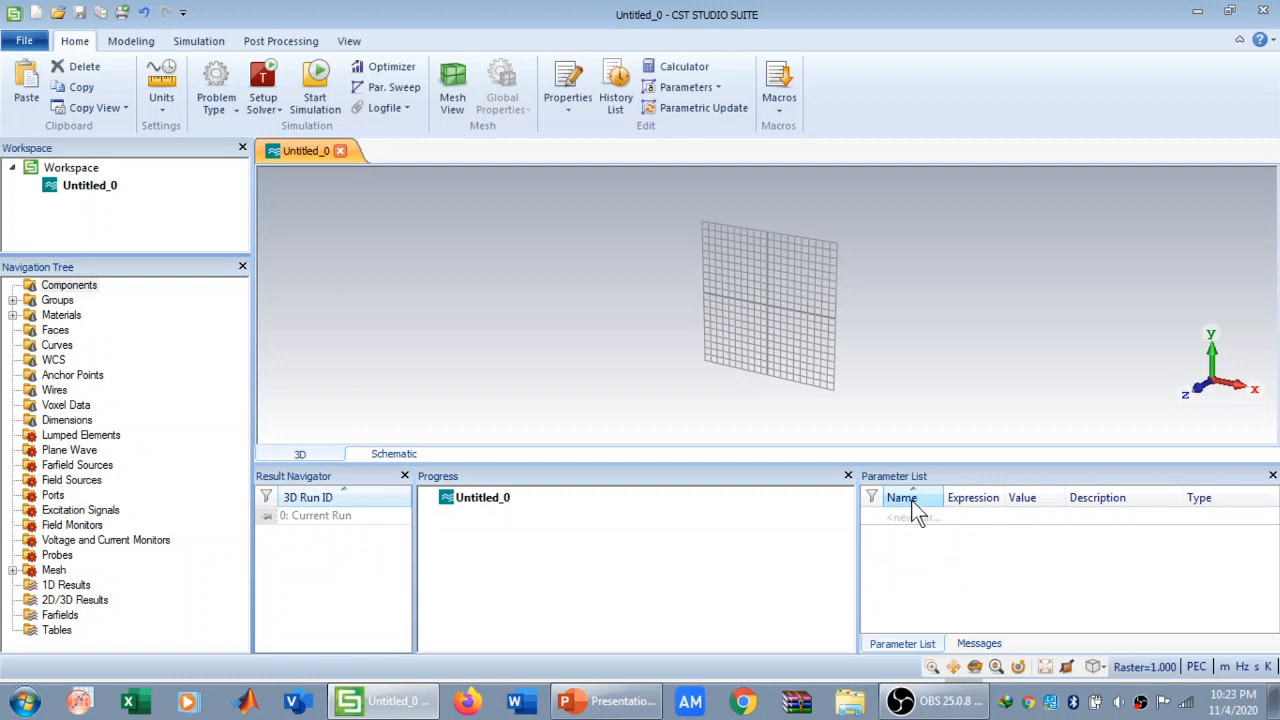 Untitled_0 - CST STUDIO SUITE
File Home Modeling Simulation Post Processing View
Paste
Delete
Copy
Copy View
Clipboard
Units
Settings
Problem Type
Setup Solver
Start Simulation
Optimizer
Par. Sweep
Logfile
Simulation
Mesh View
Global Properties
Mesh
Properties
History List
Calculator
Parameters
Parametric Update
Edit
Macros
Macros
Workspace
Workspace
Untitled_0
Untitled_0
Navigation Tree
Components
Groups
Materials
Faces
Curves
WCS
Anchor Points
Wires
Voxel Data
Dimensions
Lumped Elements
Plane Wave
Farfield Sources
Field Sources
Ports
Excitation Signals
Field Monitors
Voltage and Current Monitors
Probes
Mesh
1D Results
2D/3D Results
Farfields
Tables
y
x
z
3D Schematic
Result Navigator
3D Run ID
0: Current Run
Progress
Untitled_0
Parameter List
Name Expression Value Description Type
Parameter List Messages
Raster=1.000 PEC m Hz s K
Untitled_0 ...
Presentatio...
AM
OBS 25.0.8 ...
10:23 PM
11/4/2020